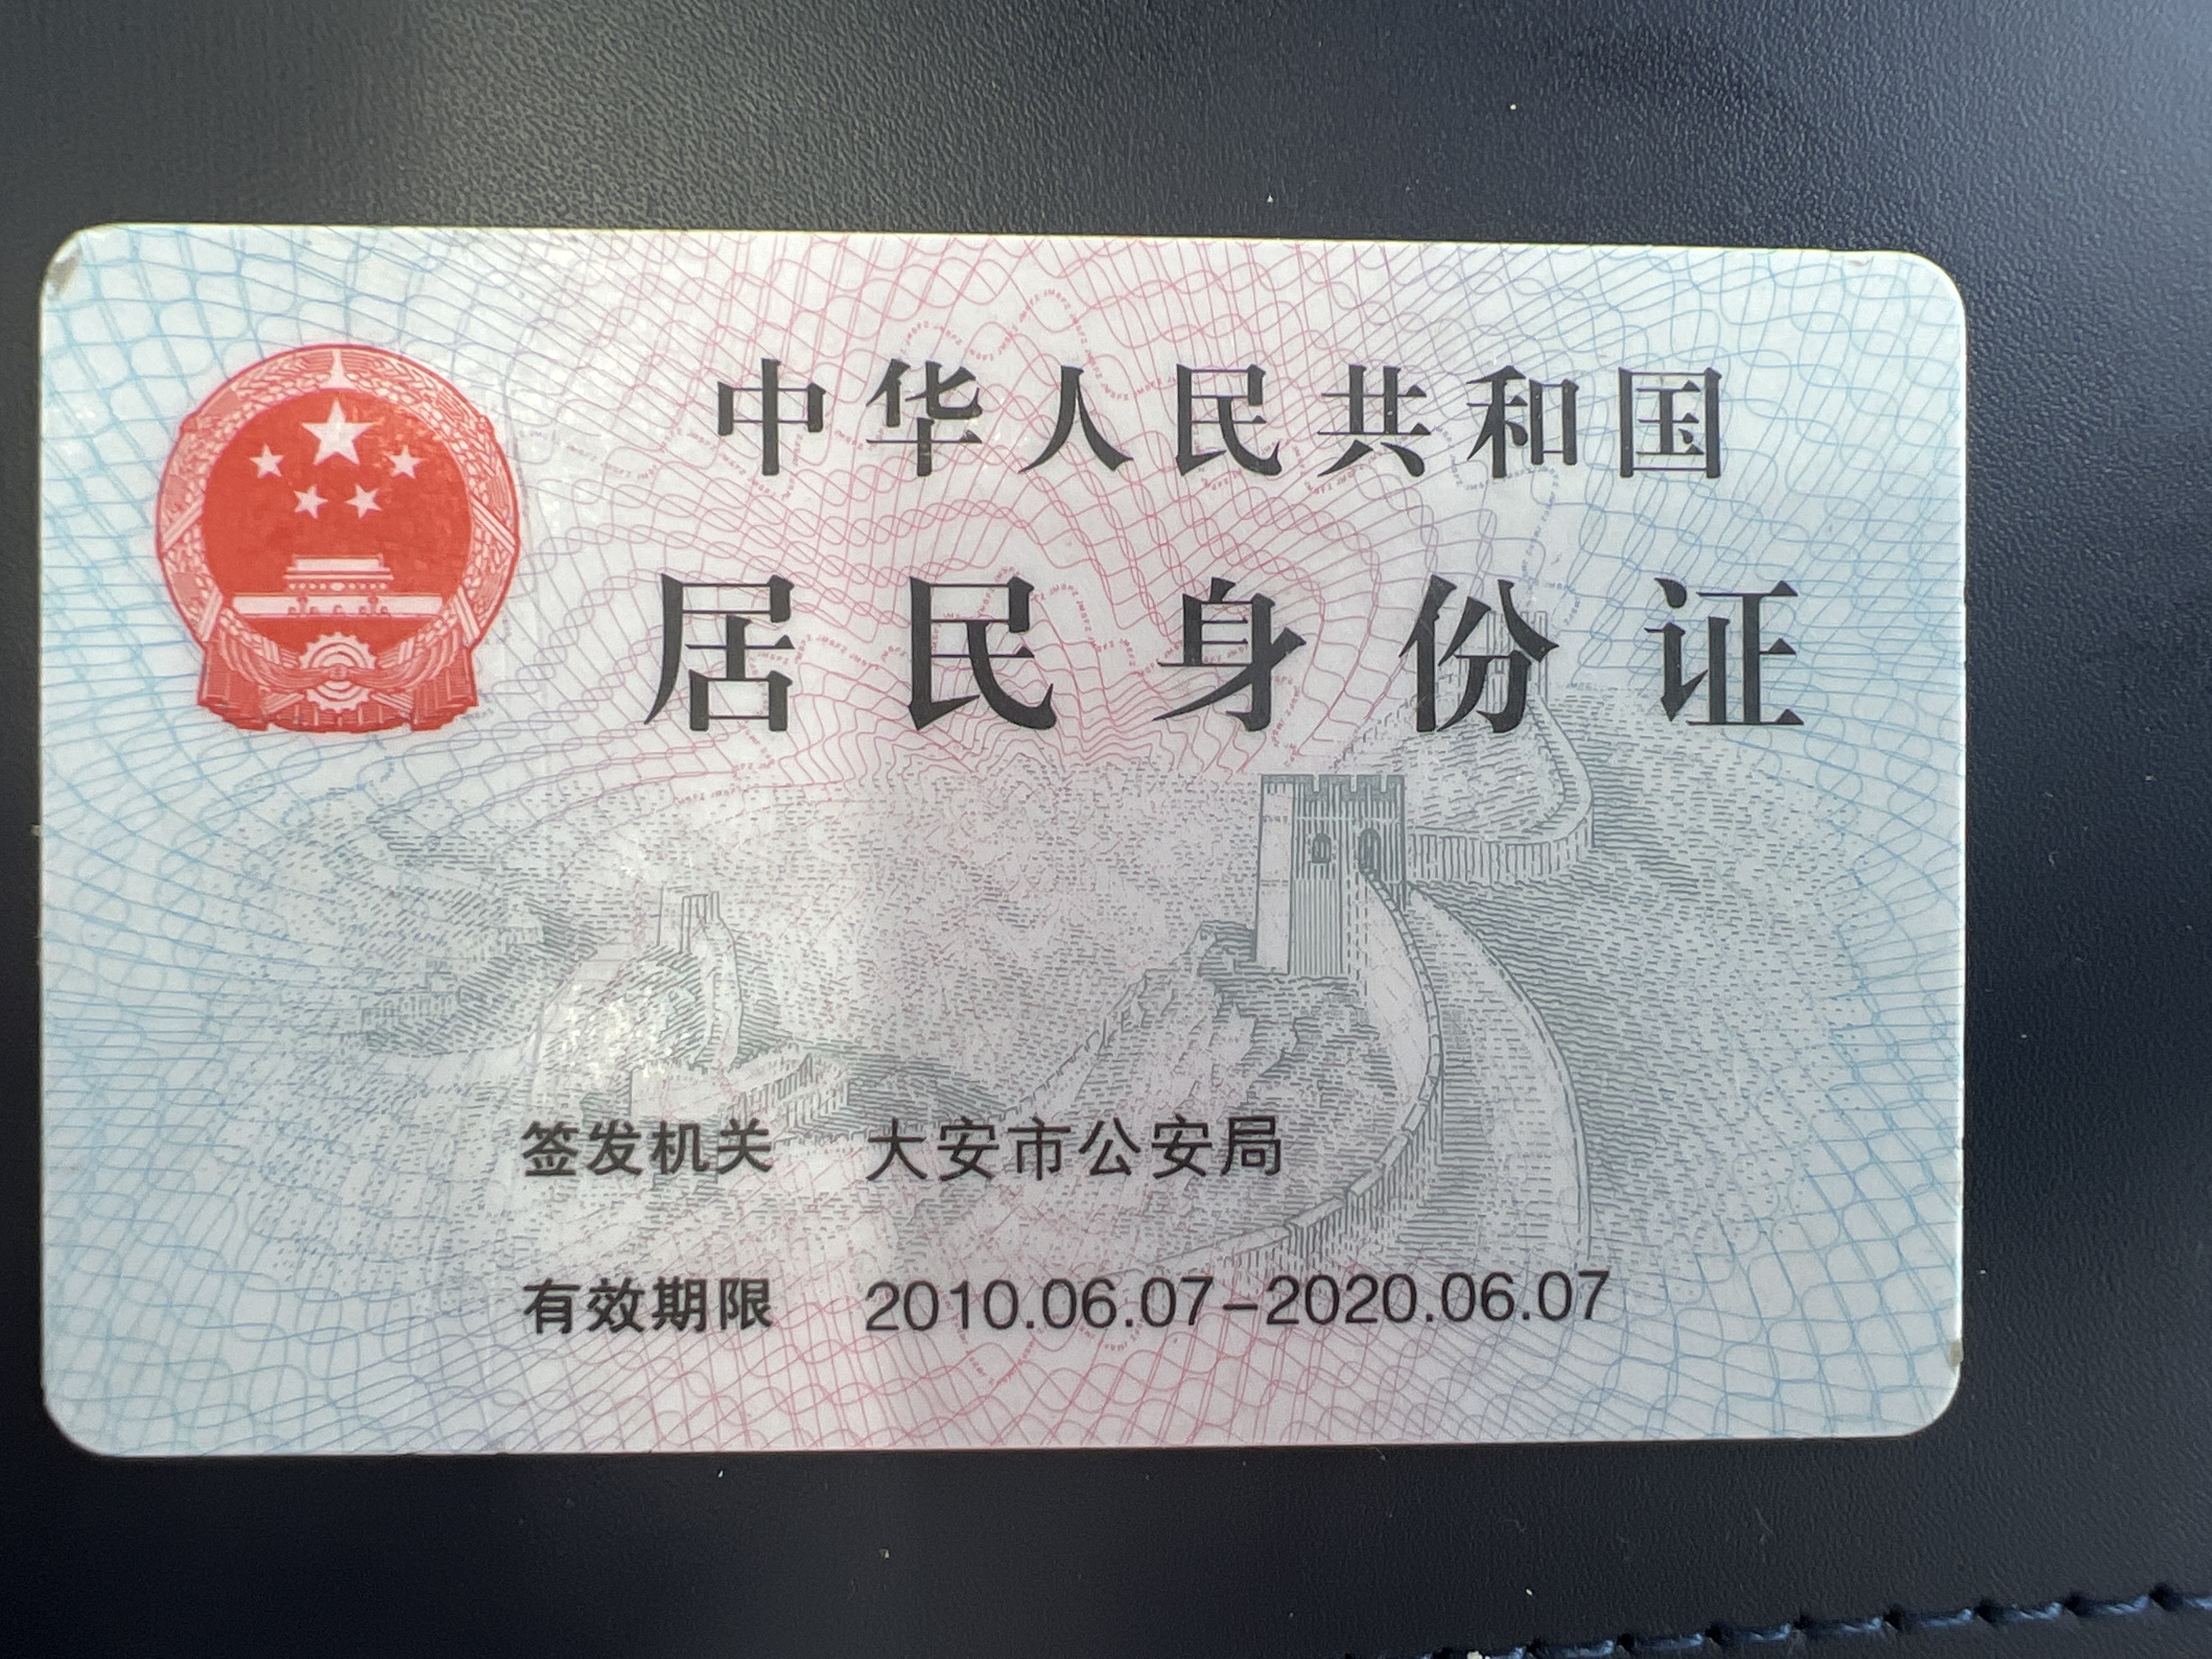 中华人民共和国
居民身份证
签发机关 大安市公安局
有效期限 2010.06.07-2020.06.07